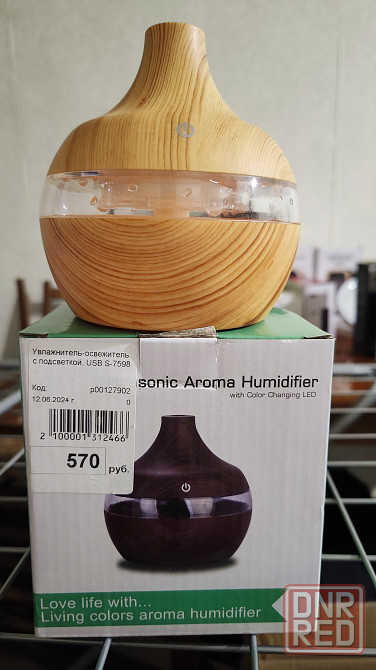 Увлажнитель-освежитель
с подсветкой, USB S-7598
Код: p00127902
12.06.2024 г. 0
2 100001 312466
570 руб.
sonic Aroma Humidifier
with Color Changing LED
Love life with...
Living colors aroma humidifier
DNR
RED